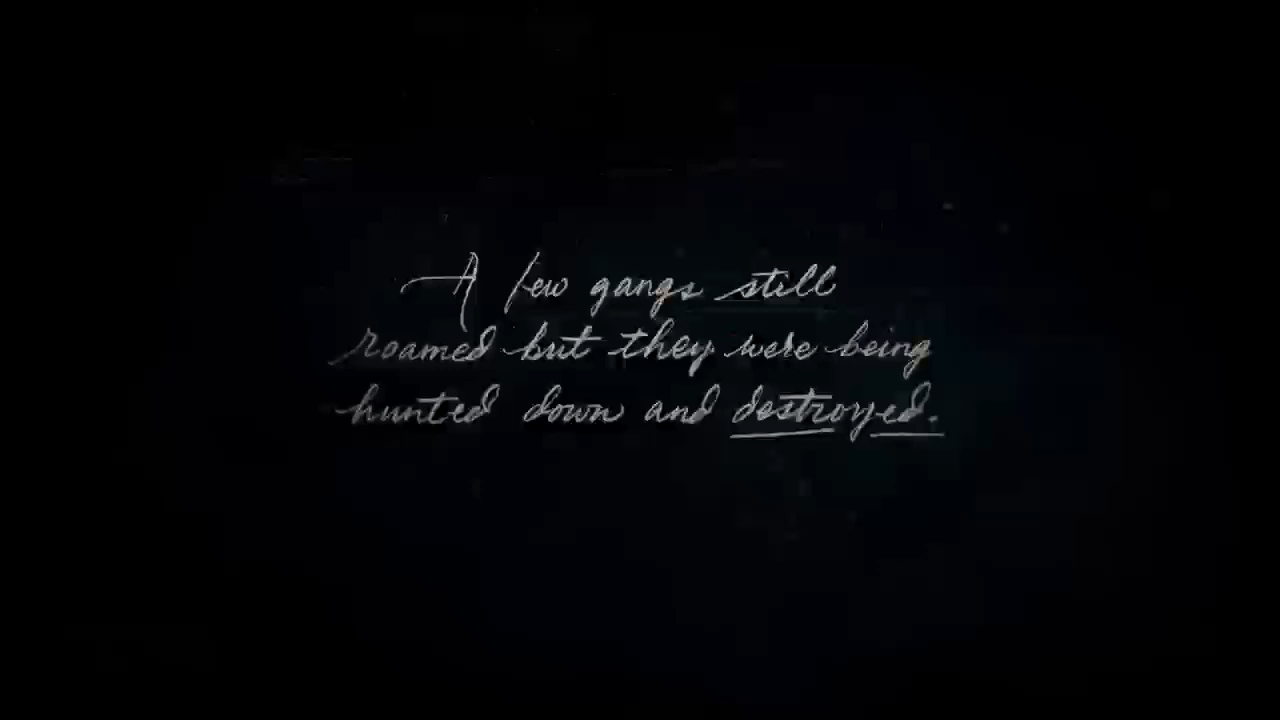 A few gangs still
roamed but they were being
hunted down and destroyed.